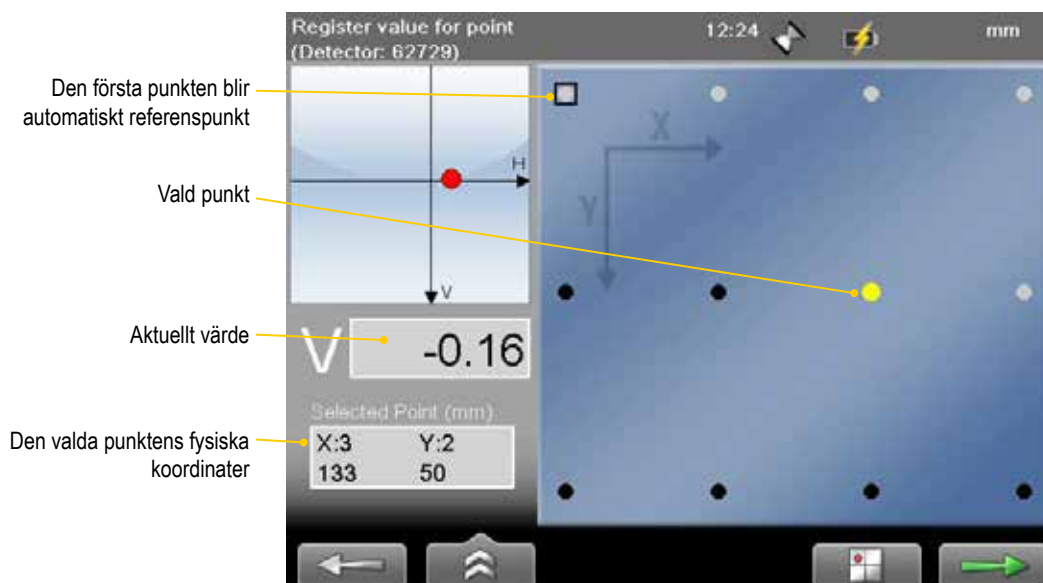 Register value for point
(Detector: 62729)
12:24
mm
Den första punkten blir
automatiskt referenspunkt
Vald punkt
Aktuellt värde
Den valda punktens fysiska
koordinater
H
V
V
-0.16
Selected Point (mm)
X:3 Y:2
133 50
X
Y